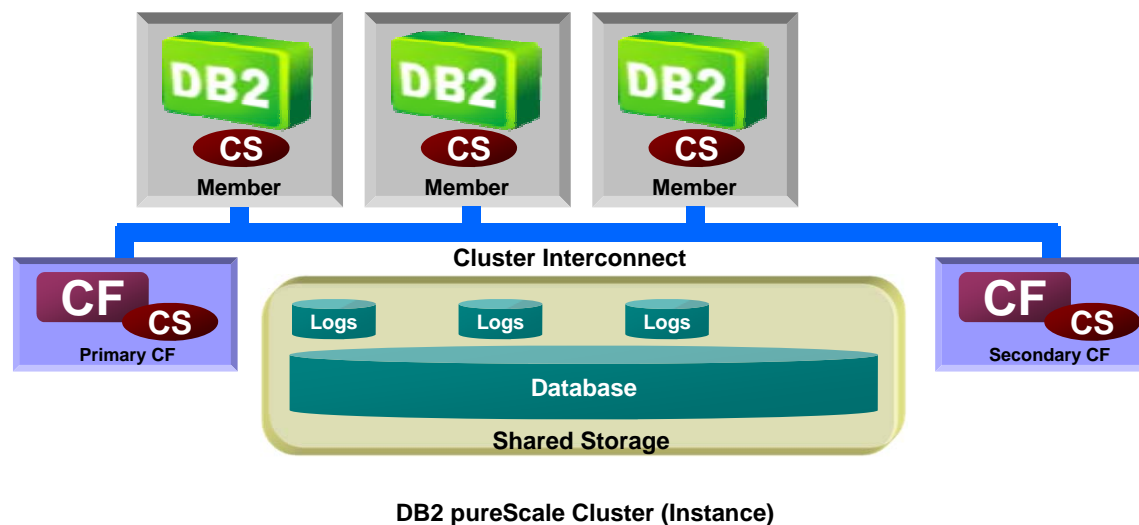 DB2 DB2 DB2
CS CS CS
Member Member Member
Cluster Interconnect
CF CS
Primary CF
CF CS
Secondary CF
Logs Logs Logs
Database
Shared Storage
DB2 pureScale Cluster (Instance)